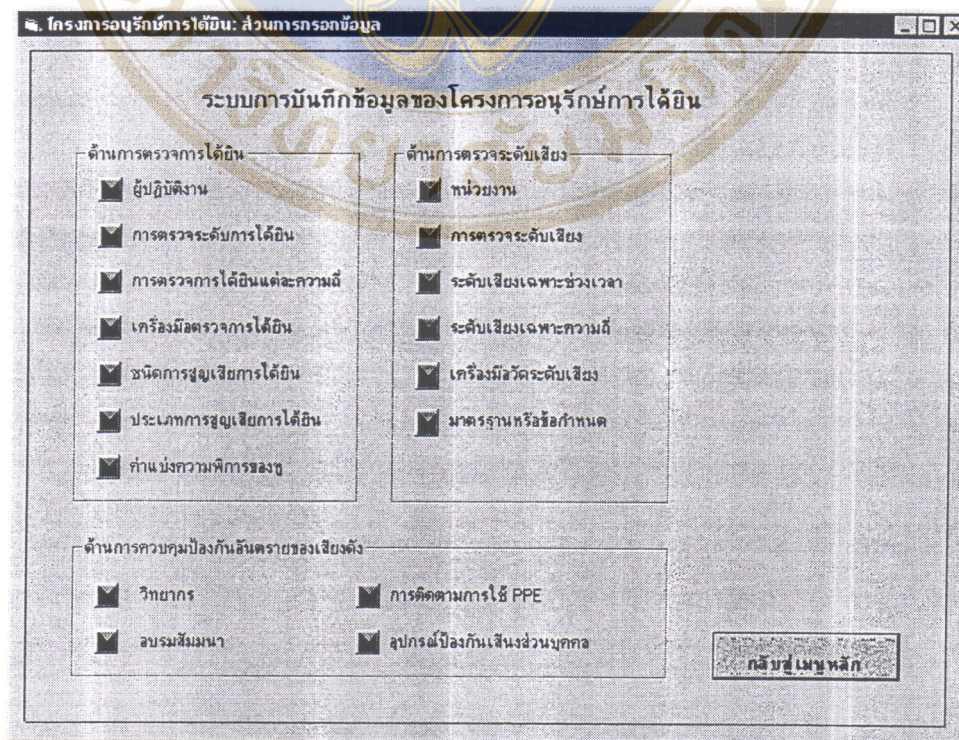 โครงการอนุรักษ์การได้ยิน: ส่วนการกรอกข้อมูล
ระบบการบันทึกข้อมูลของโครงการอนุรักษ์การได้ยิน
ด้านการตรวจการได้ยิน
ผู้ปฏิบัติงาน
การตรวจระดับการได้ยิน
การตรวจการได้ยินแต่ละความถี่
เครื่องมือตรวจการได้ยิน
ชนิดการสูญเสียการได้ยิน
ประเภทการสูญเสียการได้ยิน
ค่าแบ่งความพิการของหู
ด้านการตรวจระดับเสียง
หน่วยงาน
การตรวจระดับเสียง
ระดับเสียงเฉพาะช่วงเวลา
ระดับเสียงเฉพาะความถี่
เครื่องมือวัดระดับเสียง
มาตรฐานหรือข้อกำหนด
ด้านการควบคุมป้องกันอันตรายของเสียงดัง
วิทยากร
อบรมสัมมนา
การติดตามการใช้ PPE
อุปกรณ์ป้องกันเสียงส่วนบุคคล
กลับสู่เมนูหลัก